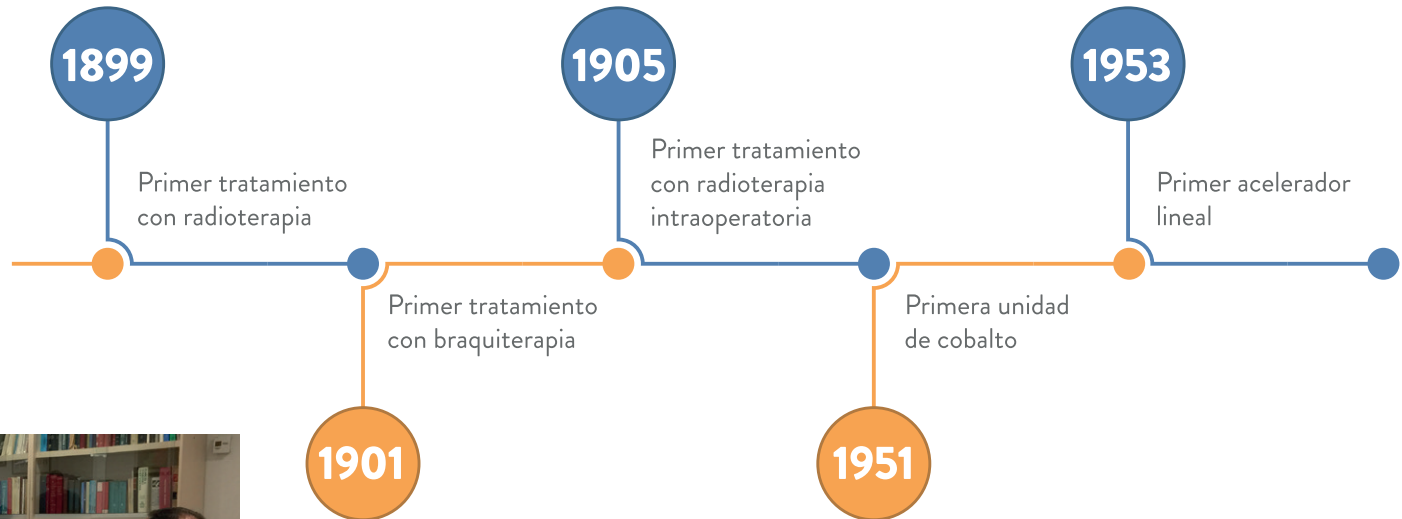 1899
Primer tratamiento
con radioterapia
1901
Primer tratamiento
con braquiterapia
1905
Primer tratamiento
con radioterapia
intraoperatoria
1951
Primera unidad
de cobalto
1953
Primer acelerador
lineal